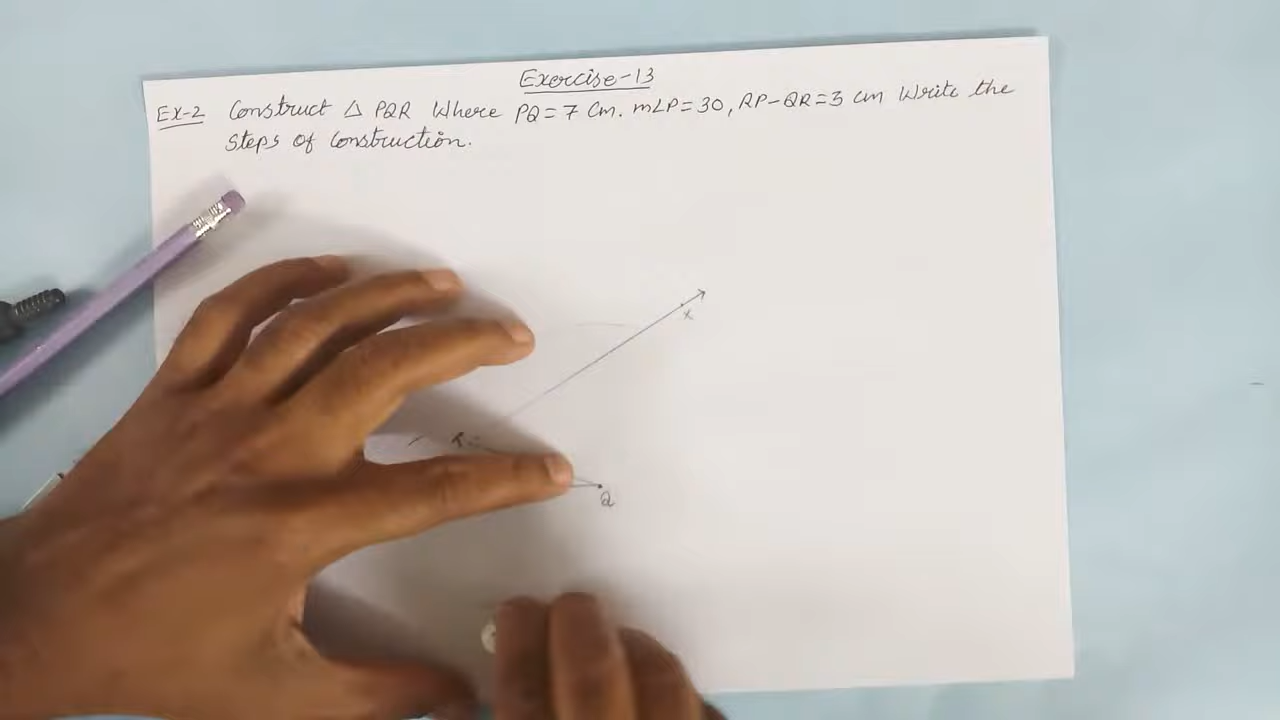 Exercise-13
Ex-2 Construct △ PQR Where PQ = 7 Cm. m∠P = 30, RP - QR = 3 cm Write the
steps of construction.
x
Q